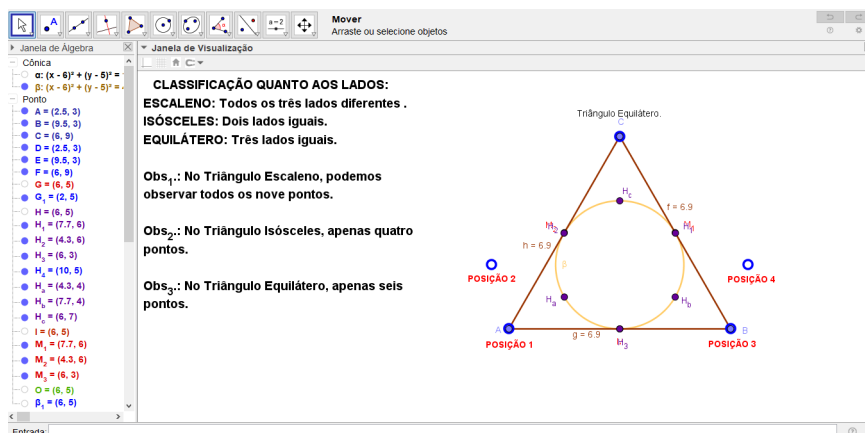 Mover
Arraste ou selecione objetos
a=2
Janela de Álgebra
Janela de Visualização
Cônica
α: (x - 6)² + (y - 5)² =
β: (x - 6)² + (y - 5)² =
Ponto
A = (2.5, 3)
B = (9.5, 3)
C = (6, 9)
D = (2.5, 3)
E = (9.5, 3)
F = (6, 9)
G = (6, 5)
G₁ = (2, 5)
H = (6, 5)
H₁ = (7.7, 6)
H₂ = (4.3, 6)
H₃ = (6, 3)
H₄ = (10, 5)
Hₐ = (4.3, 4)
H_b = (7.7, 4)
H_c = (6, 7)
I = (6, 5)
M₁ = (7.7, 6)
M₂ = (4.3, 6)
M₃ = (6, 3)
O = (6, 5)
β₁ = (6, 5)
CLASSIFICAÇÃO QUANTO AOS LADOS:
ESCALENO: Todos os três lados diferentes .
ISÓSCELES: Dois lados iguais.
EQUILÁTERO: Três lados iguais.
Obs₁.: No Triângulo Escaleno, podemos
observar todos os nove pontos.
Obs₂.: No Triângulo Isósceles, apenas quatro
pontos.
Obs₃.: No Triângulo Equilátero, apenas seis
pontos.
Triângulo Equilátero.
C
H_c
f = 6.9
h = 6.9
β
POSIÇÃO 2
POSIÇÃO 4
Hₐ
H_b
A
B
g = 6.9
POSIÇÃO 1
POSIÇÃO 3
Entrada: